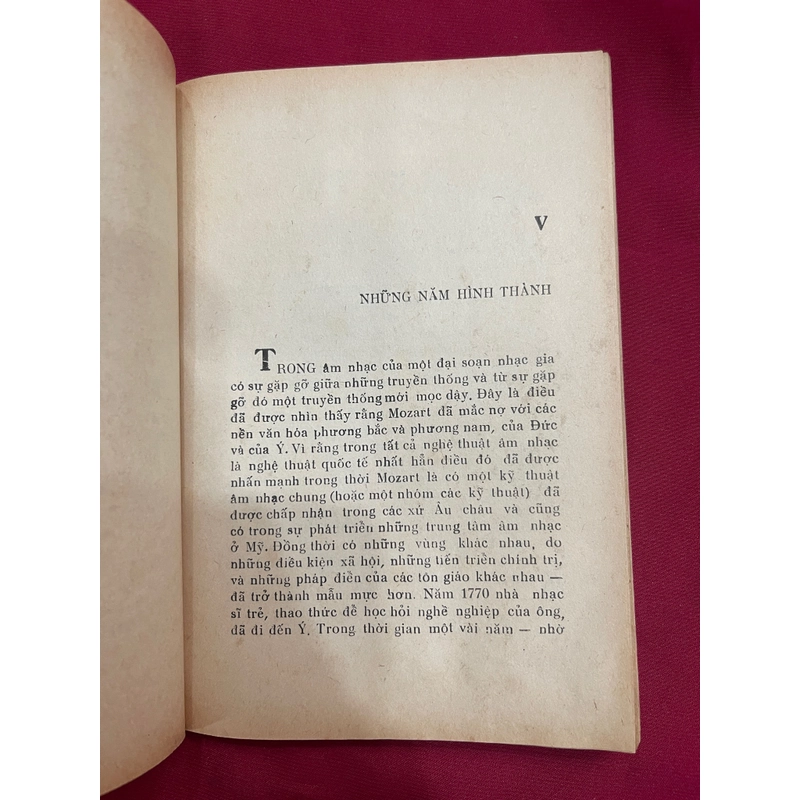 V
NHỮNG NĂM HÌNH THÀNH
TRONG âm nhạc của một đại soạn nhạc gia
có sự gặp gỡ giữa những truyền thống và từ sự gặp
gỡ đó một truyền thống mới mọc dậy. Đây là điều
đã được nhìn thấy rằng Mozart đã mắc nợ với các
nền văn hóa phương bắc và phương nam, của Đức
và của Ý. Vì rằng trong tất cả nghệ thuật âm nhạc
là nghệ thuật quốc tế nhất hẳn điều đó đã được
nhấn mạnh trong thời Mozart là có một kỹ thuật
âm nhạc chung (hoặc một nhóm các kỹ thuật) đã
được chấp nhận trong các xứ Âu châu và cũng
có trong sự phát triển những trung tâm âm nhạc
ở Mỹ. Đồng thời có những vùng khác nhau, do
những điều kiện xã hội, những tiến triển chính trị,
và những pháp điển của các tôn giáo khác nhau —
đã trở thành mẫu mực hơn. Năm 1770 nhà nhạc
sĩ trẻ, thao thức để học hỏi nghề nghiệp của ông,
đã đi đến Ý. Trong thời gian một vài năm — nhờ